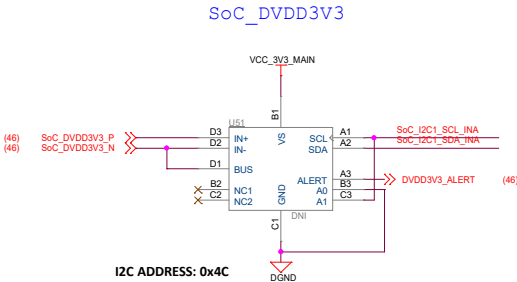 SoC_DVDD3V3
VCC_3V3_MAIN
U51
B1
VS
(46) SoC_DVDD3V3_P D3 IN+
(46) SoC_DVDD3V3_N D2 IN-
D1 BUS
B2 NC1
C2 NC2
SCL A1 SoC_I2C1_SCL_INA
SDA A2 SoC_I2C1_SDA_INA
ALERT A3 DVDD3V3_ALERT (46)
A0 B3
A1 C3
GND
C1
DNI
I2C ADDRESS: 0x4C
DGND